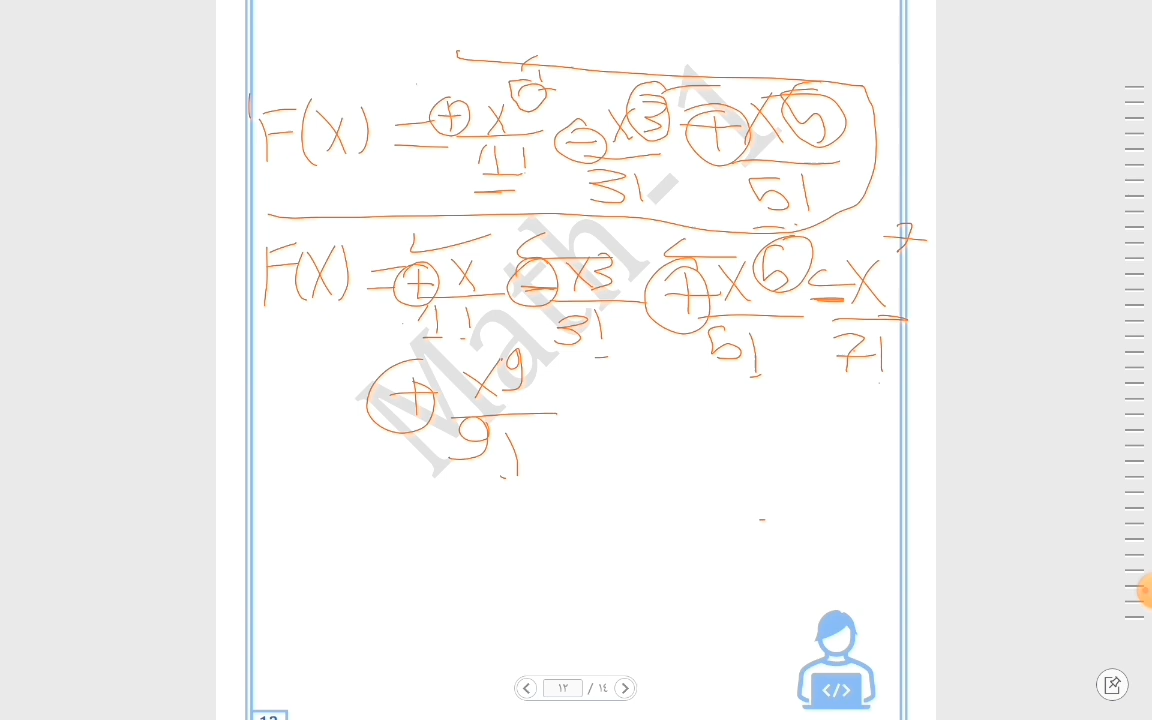 F(X) = + X / 1! - X3 / 3! + X5 / 5!
F(X) = + X / 1! - X3 / 3! + X5 / 5! - X7 / 7!
+ X9 / 9!
Math-1
١٢ / ١٤